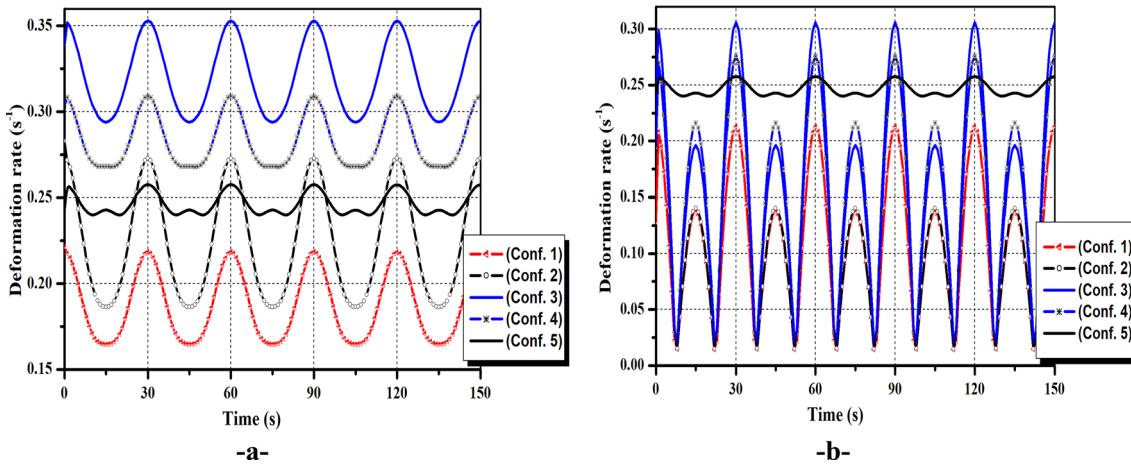 0.35
0.30
0.25
0.20
0.15
Deformation rate (s⁻¹)
(Conf. 1)
(Conf. 2)
(Conf. 3)
(Conf. 4)
(Conf. 5)
0 30 60 90 120 150
Time (s)
-a-
0.30
0.25
0.20
0.15
0.10
0.05
0.00
Deformation rate (s⁻¹)
(Conf. 1)
(Conf. 2)
(Conf. 3)
(Conf. 4)
(Conf. 5)
0 30 60 90 120 150
Time (s)
-b-